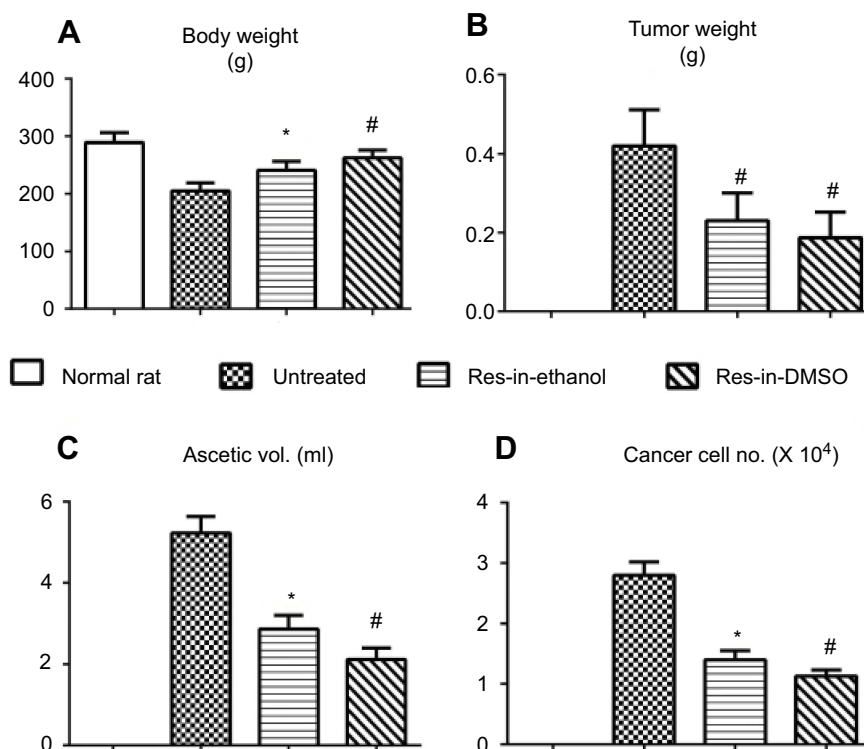 A
Body weight
(g)
400
300
200
100
0
*
#
B
Tumor weight
(g)
0.6
0.4
0.2
0.0
#
#
Normal rat
Untreated
Res-in-ethanol
Res-in-DMSO
C
Ascetic vol. (ml)
6
4
2
0
*
#
D
Cancer cell no. (X 10⁴)
4
3
2
1
0
*
#